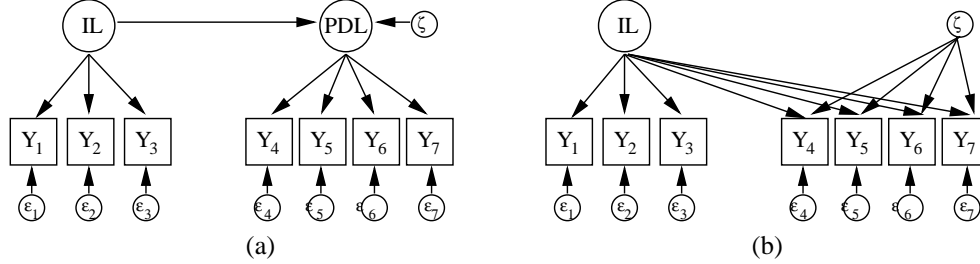 IL PDL ζ IL ζ
Y1 Y2 Y3 Y4 Y5 Y6 Y7 Y1 Y2 Y3 Y4 Y5 Y6 Y7
ε1 ε2 ε3 ε4 ε5 ε6 ε7 ε1 ε2 ε3 ε4 ε5 ε6 ε7
(a) (b)